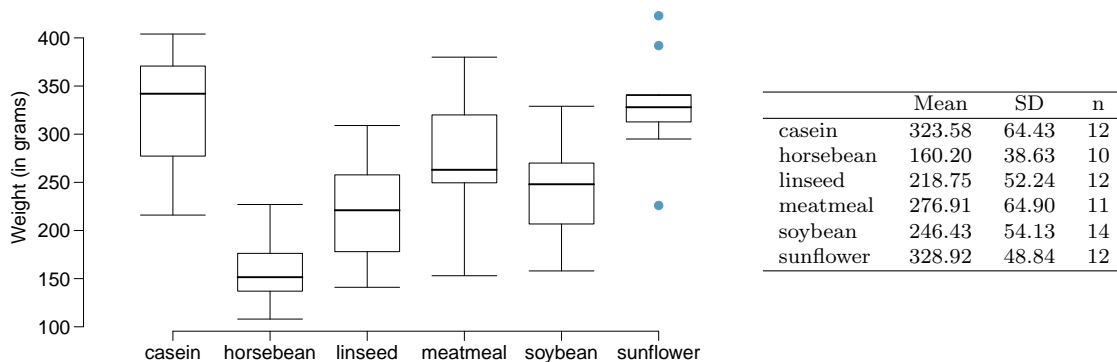 Weight (in grams)
400
350
300
250
200
150
100
casein horsebean linseed meatmeal soybean sunflower
Mean SD n
casein 323.58 64.43 12
horsebean 160.20 38.63 10
linseed 218.75 52.24 12
meatmeal 276.91 64.90 11
soybean 246.43 54.13 14
sunflower 328.92 48.84 12